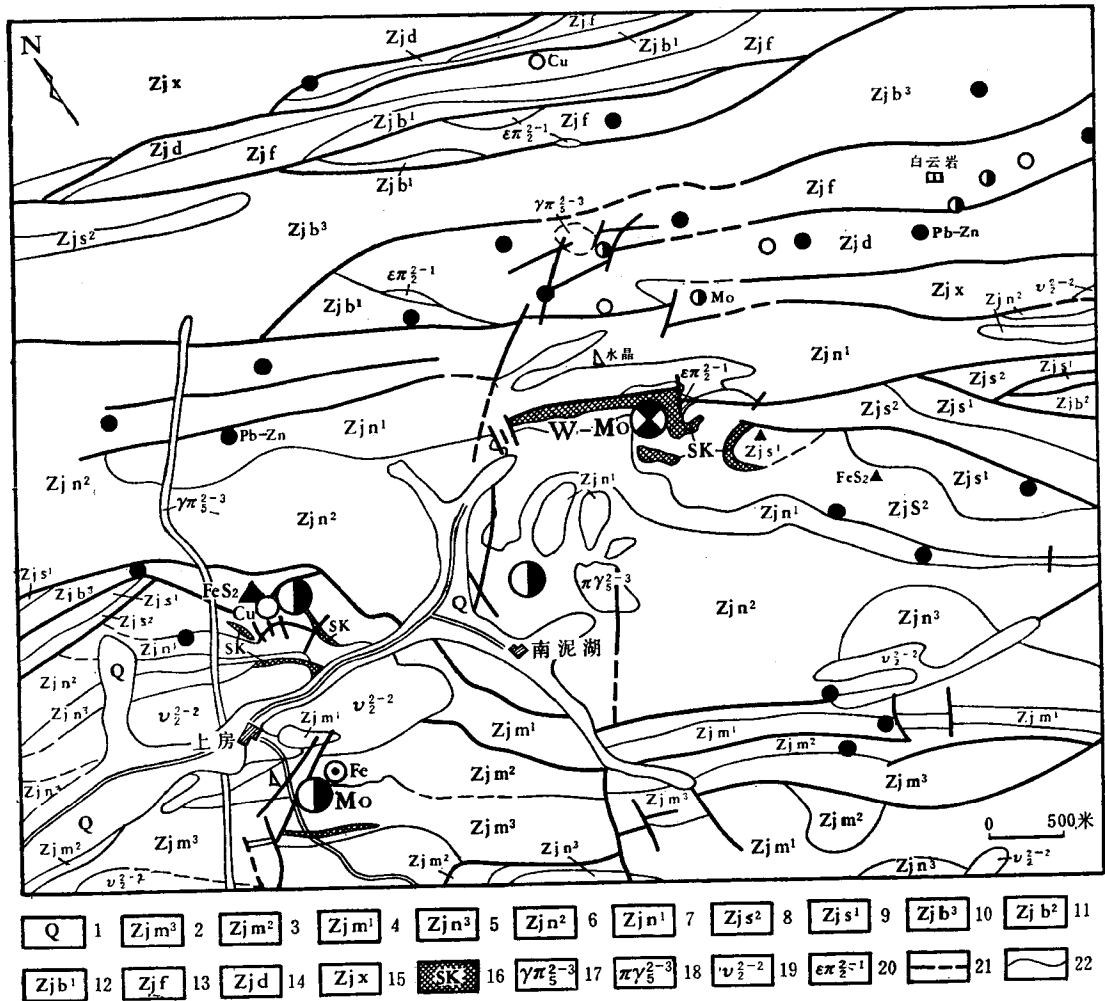 N
Zjx
Zjd
Zjf
Zjb¹
Cu
Zjf
Zjb³
Zjb¹
επ₂²⁻¹
Zjf
Zjd
Zjf
Zjb¹
白云岩
Zjf
γπ₅²⁻³
Zjs²
Zjb³
Zjd
Pb-Zn
επ₂²⁻¹
Zjb¹
Mo
Zjx
Zjn²
υ₂²⁻²
水晶
Zjn¹
επ₂²⁻¹
Zjs²
Zjs¹
Zjb²
Zjs²
Zjs¹
Pb-Zn
Zjn¹
W-Mo
SK
Zjs¹
Zjn²
γπ₅²⁻³
Zjn²
Zjn¹
FeS₂
Zjs¹
ZjS²
Zjn¹
Zjs¹
Zjb³
Zjs¹
Zjs²
FeS₂
Cu
SK
SK
Zjn¹
Q
πγ₅²⁻³
Zjn²
Zjn³
υ₂²⁻²
南泥湖
Zjn²
Q
Zjn³
υ₂²⁻²
υ₂²⁻²
Zjm¹
上房
Zjm¹
Zjm¹
Zjm¹
Zjm²
Zjn³
Fe
Mo
Zjm²
Zjm³
Q
Zjm³
Zjm²
Zjm³
Zjm³
Zjm²
Zjm¹
0 500米
υ₂²⁻²
Zjm²
Zjn³
Zjn³
υ₂²⁻²
Q 1 Zjm³ 2 Zjm² 3 Zjm¹ 4 Zjn³ 5 Zjn² 6 Zjn¹ 7 Zjs² 8 Zjs¹ 9 Zjb³ 10 Zjb² 11
Zjb¹ 12 Zjf 13 Zjd 14 Zjx 15 SK 16 γπ₅²⁻³ 17 πγ₅²⁻³ 18 υ₂²⁻² 19 επ₂²⁻¹ 20 21 22